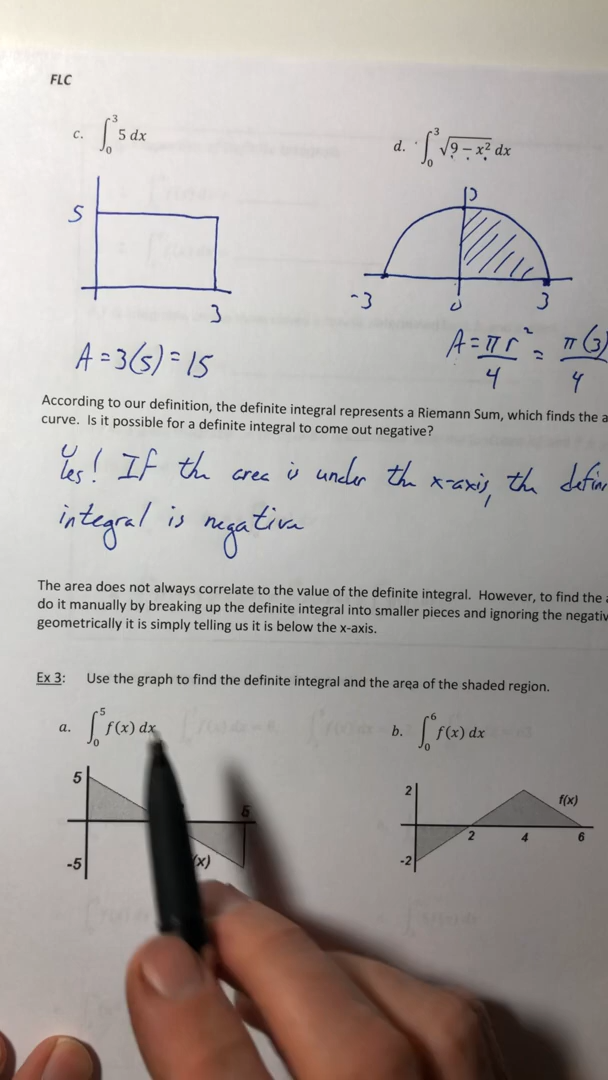 FLC
c. ∫₀³ 5 dx
d. ∫₀³ √9 − x² dx
5
3
A = 3(5) = 15
-3
0
3
A = πr²/4 = π(3)/4
According to our definition, the definite integral represents a Riemann Sum, which finds the a
curve. Is it possible for a definite integral to come out negative?
Yes! If the area is under the x-axis, the defin
integral is negative
The area does not always correlate to the value of the definite integral. However, to find the a
do it manually by breaking up the definite integral into smaller pieces and ignoring the negativ
geometrically it is simply telling us it is below the x-axis.
Ex 3: Use the graph to find the definite integral and the area of the shaded region.
a. ∫₀⁵ f(x) dx
b. ∫₀⁶ f(x) dx
5
5
-5
(x)
2
f(x)
2
4
6
-2